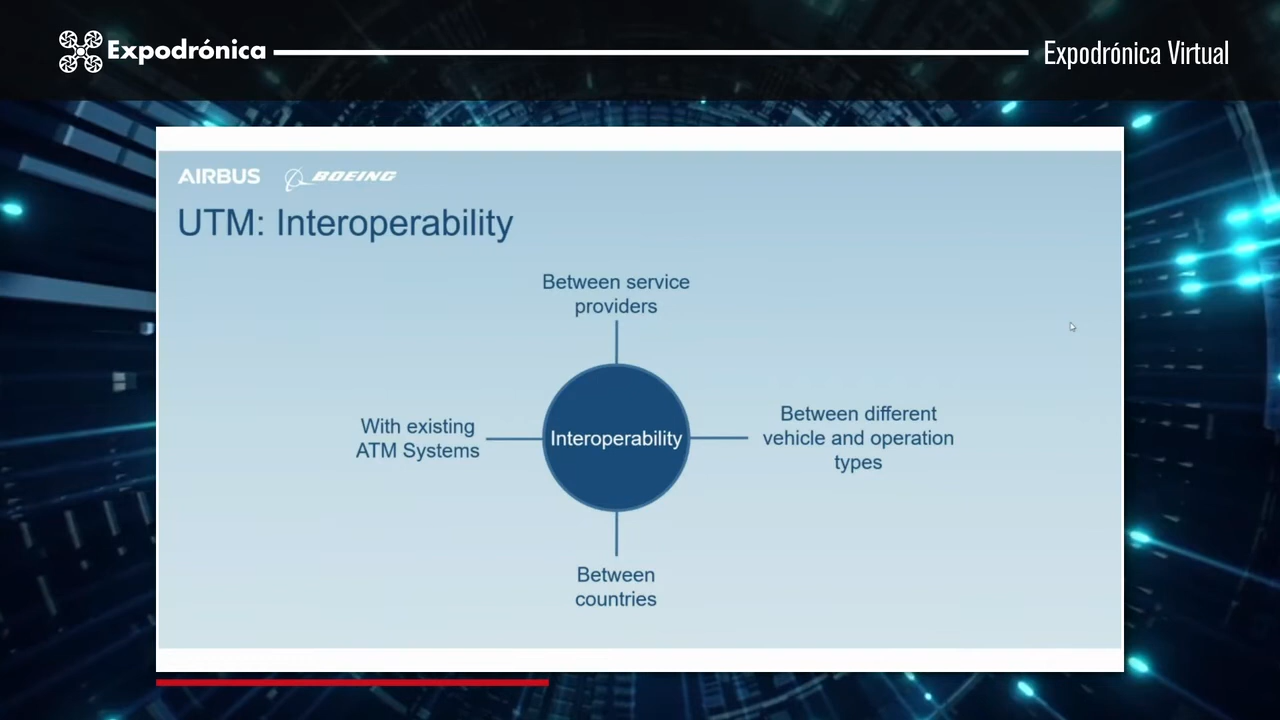 Expodrónica
Expodrónica Virtual
AIRBUS
BOEING
UTM: Interoperability
Between service
providers
With existing
ATM Systems
Interoperability
Between different
vehicle and operation
types
Between
countries